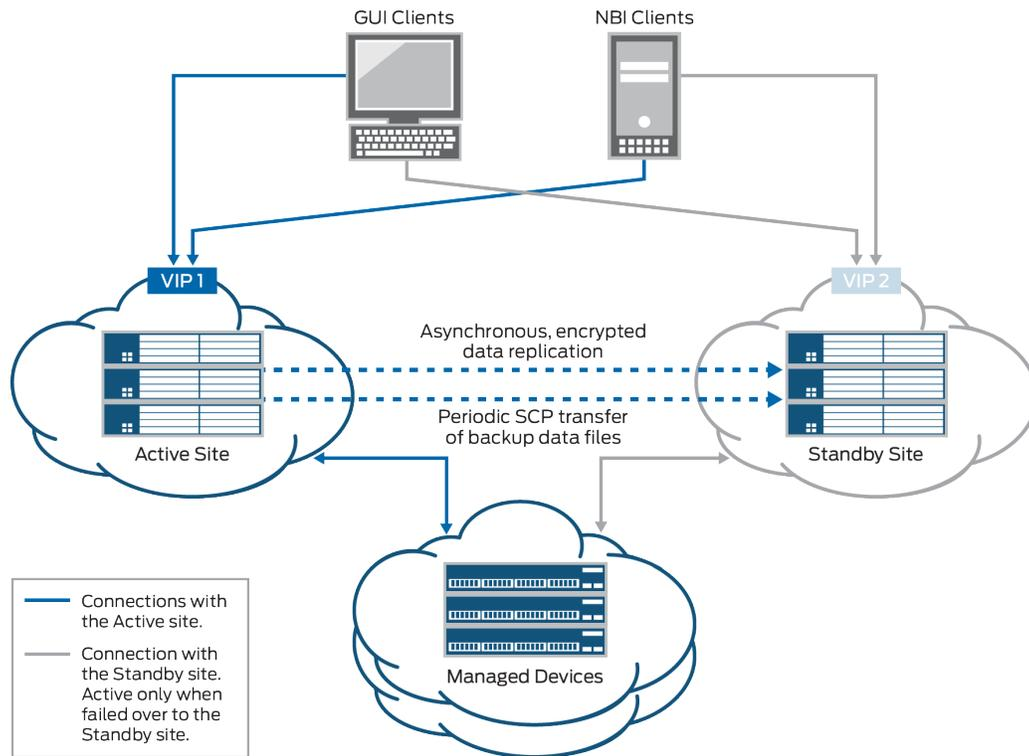 GUI Clients
NBI Clients
VIP 1
VIP 2
Asynchronous, encrypted
data replication
Periodic SCP transfer
of backup data files
Active Site
Standby Site
Managed Devices
Connections with
the Active site.
Connection with
the Standby site.
Active only when
failed over to the
Standby site.